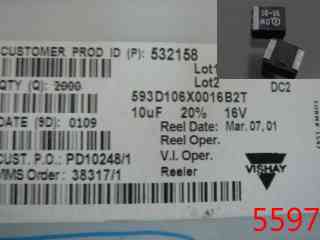 CUSTOMER PROD ID (P): 532158
Lot1
Lot2
DC2
QTY (Q): 2000
593D106X0016B2T
10uF 20% 16V
DATE (9D): 0109
Reel Date: Mar. 07, 01
Reel Oper.
CUST. P.O.: PD10248/1
V.I. Oper.
MMS Order: 38317/1
Reeler
VISHAY
5597